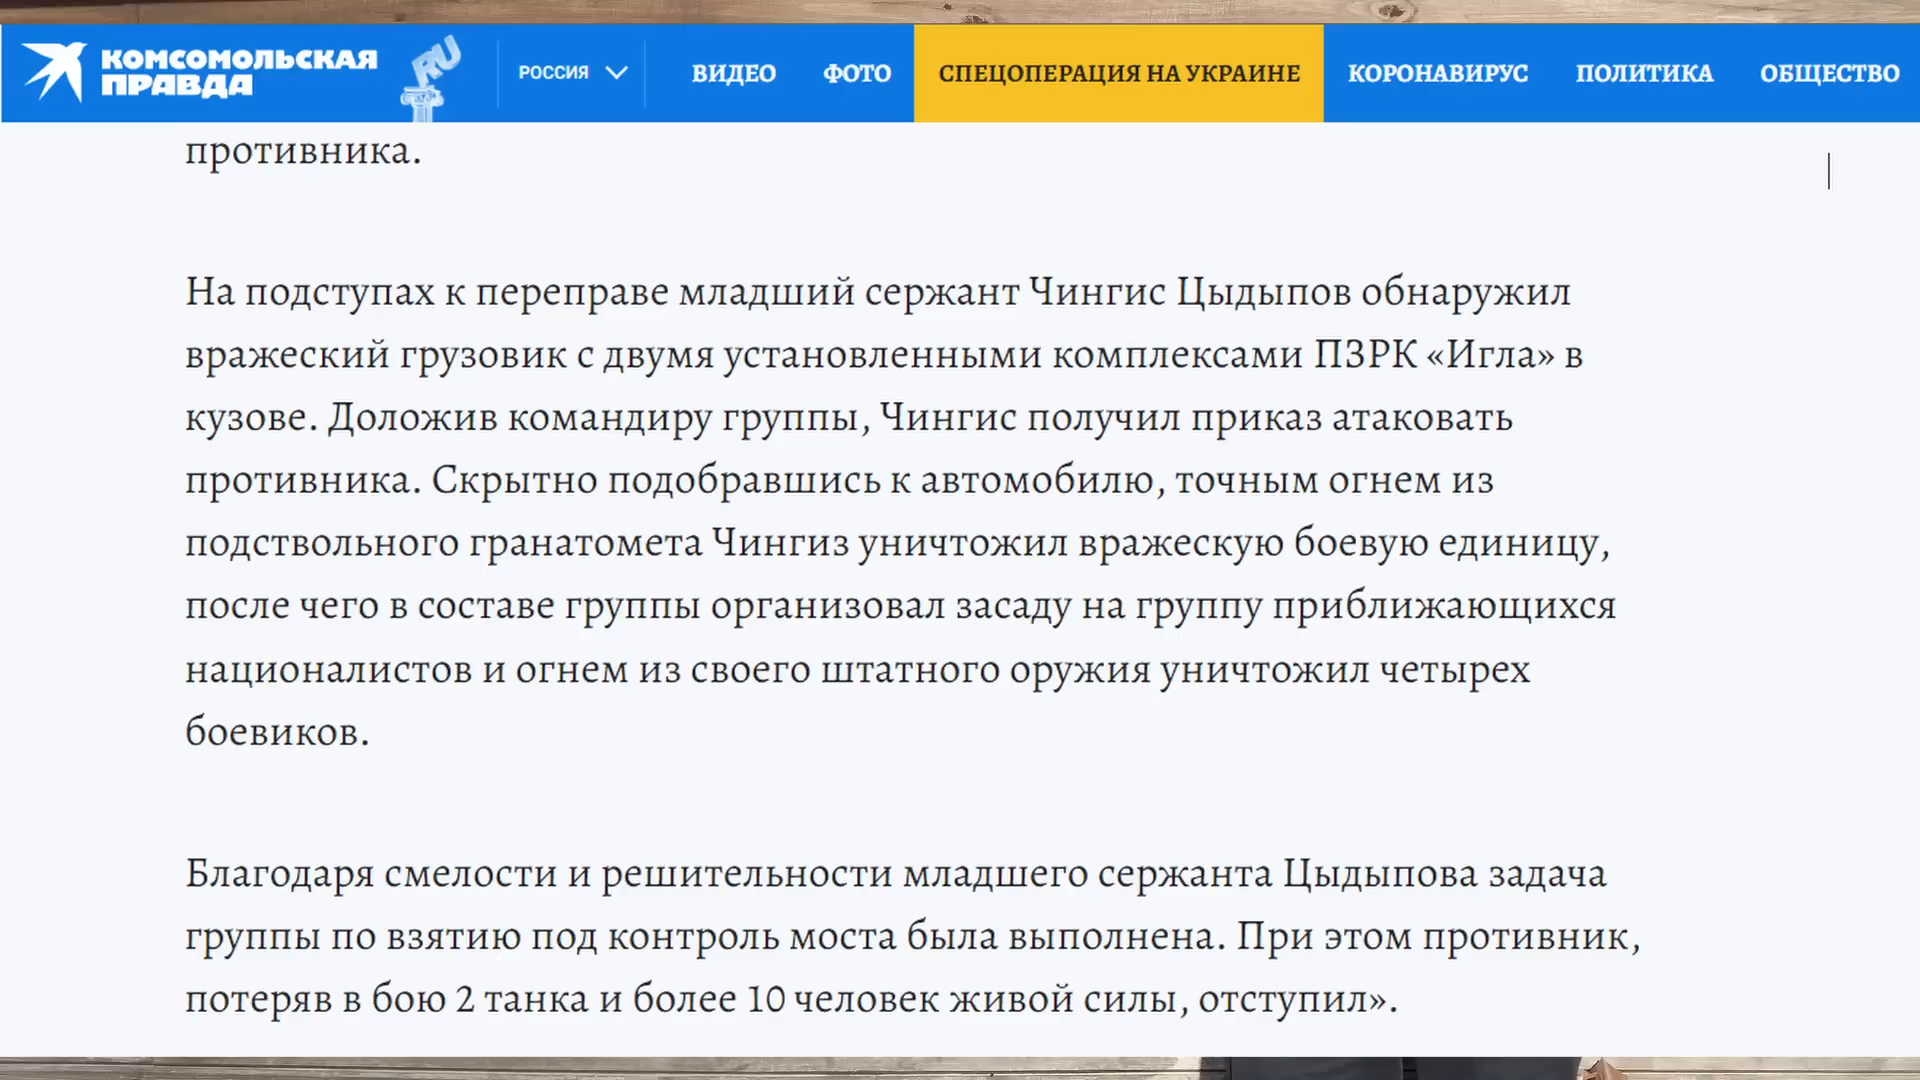 КОМСОМОЛЬСКАЯ
ПРАВДА
RU
РОССИЯ
ВИДЕО
ФОТО
СПЕЦОПЕРАЦИЯ НА УКРАИНЕ
КОРОНАВИРУС
ПОЛИТИКА
ОБЩЕСТВО
противника.
На подступах к переправе младший сержант Чингис Цыдыпов обнаружил
вражеский грузовик с двумя установленными комплексами ПЗРК «Игла» в
кузове. Доложив командиру группы, Чингис получил приказ атаковать
противника. Скрытно подобравшись к автомобилю, точным огнем из
подствольного гранатомета Чингиз уничтожил вражескую боевую единицу,
после чего в составе группы организовал засаду на группу приближающихся
националистов и огнем из своего штатного оружия уничтожил четырех
боевиков.
Благодаря смелости и решительности младшего сержанта Цыдыпова задача
группы по взятию под контроль моста была выполнена. При этом противник,
потеряв в бою 2 танка и более 10 человек живой силы, отступил».